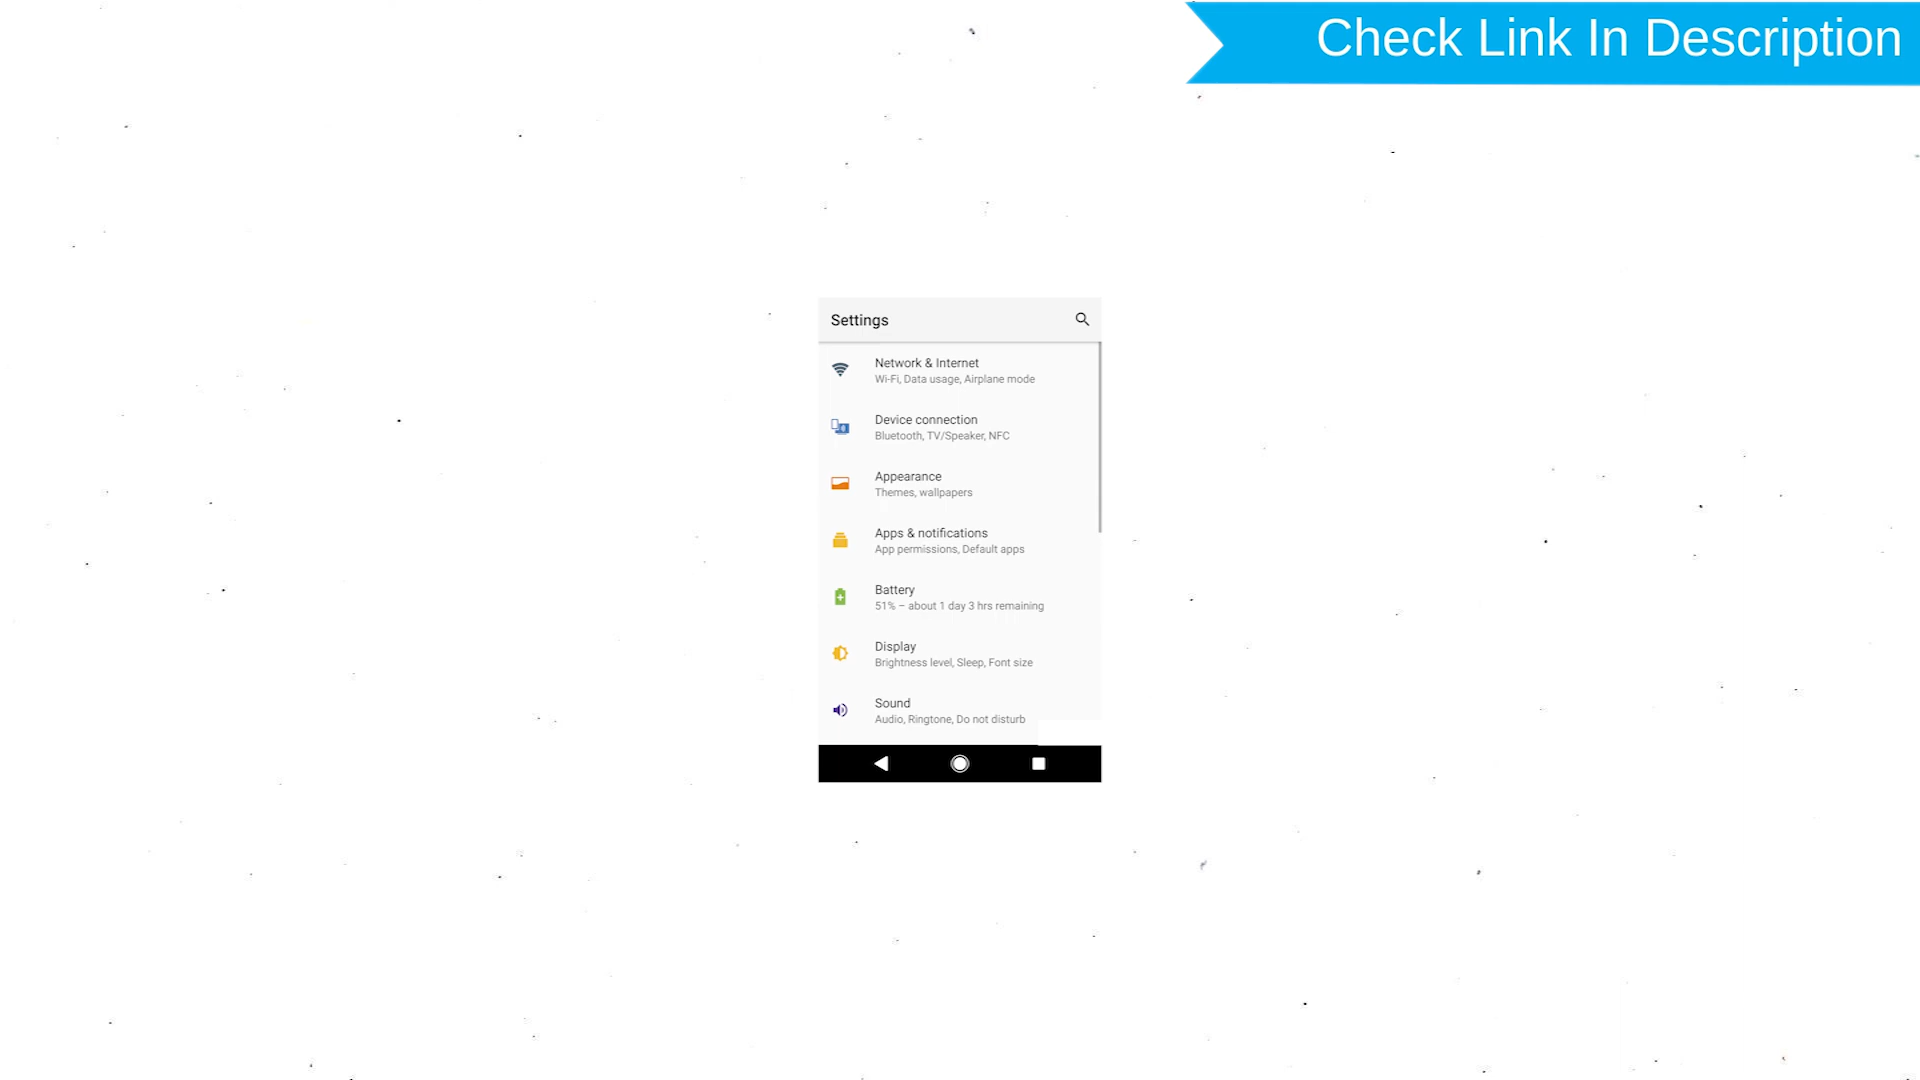 Check Link In Description
Settings
Network & Internet
Wi-Fi, Data usage, Airplane mode
Device connection
Bluetooth, TV/Speaker, NFC
Appearance
Themes, wallpapers
Apps & notifications
App permissions, Default apps
Battery
51% – about 1 day 3 hrs remaining
Display
Brightness level, Sleep, Font size
Sound
Audio, Ringtone, Do not disturb